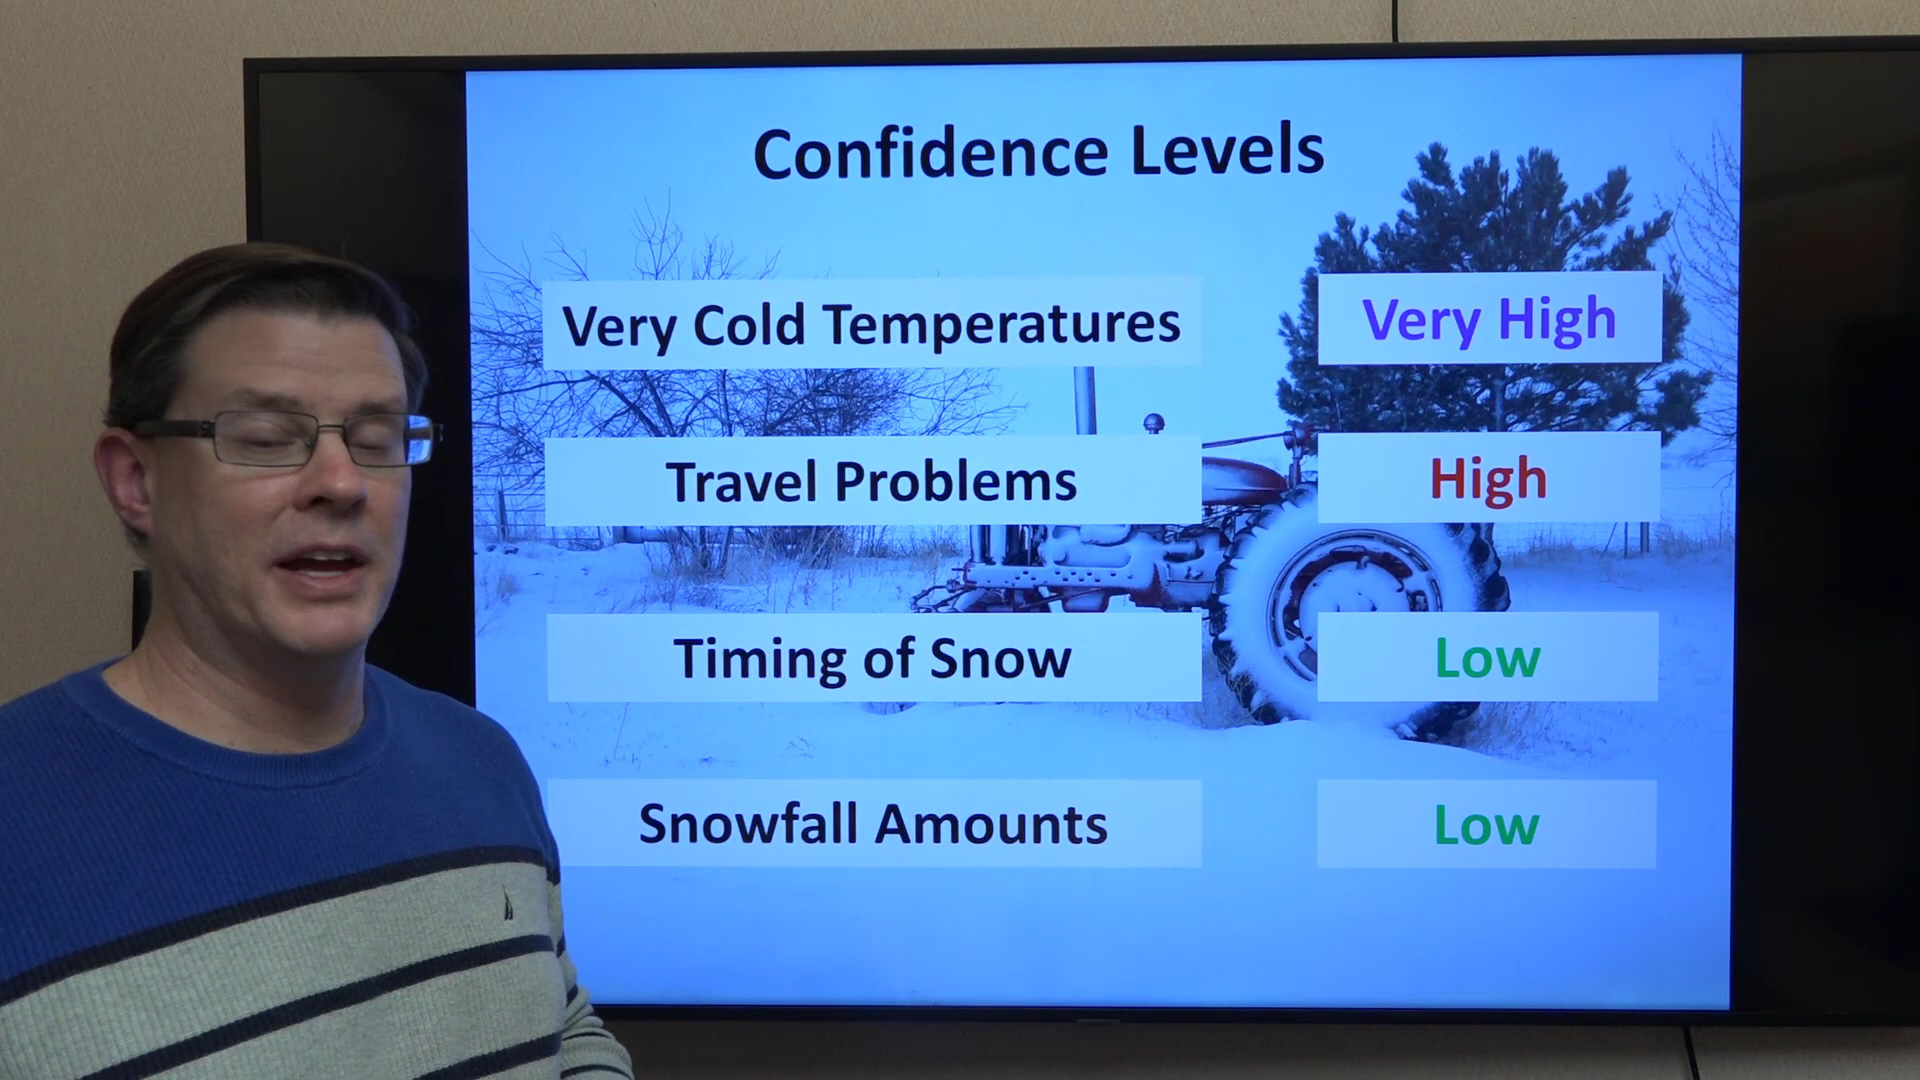 Confidence Levels
Very Cold Temperatures Very High
Travel Problems High
Timing of Snow Low
Snowfall Amounts Low